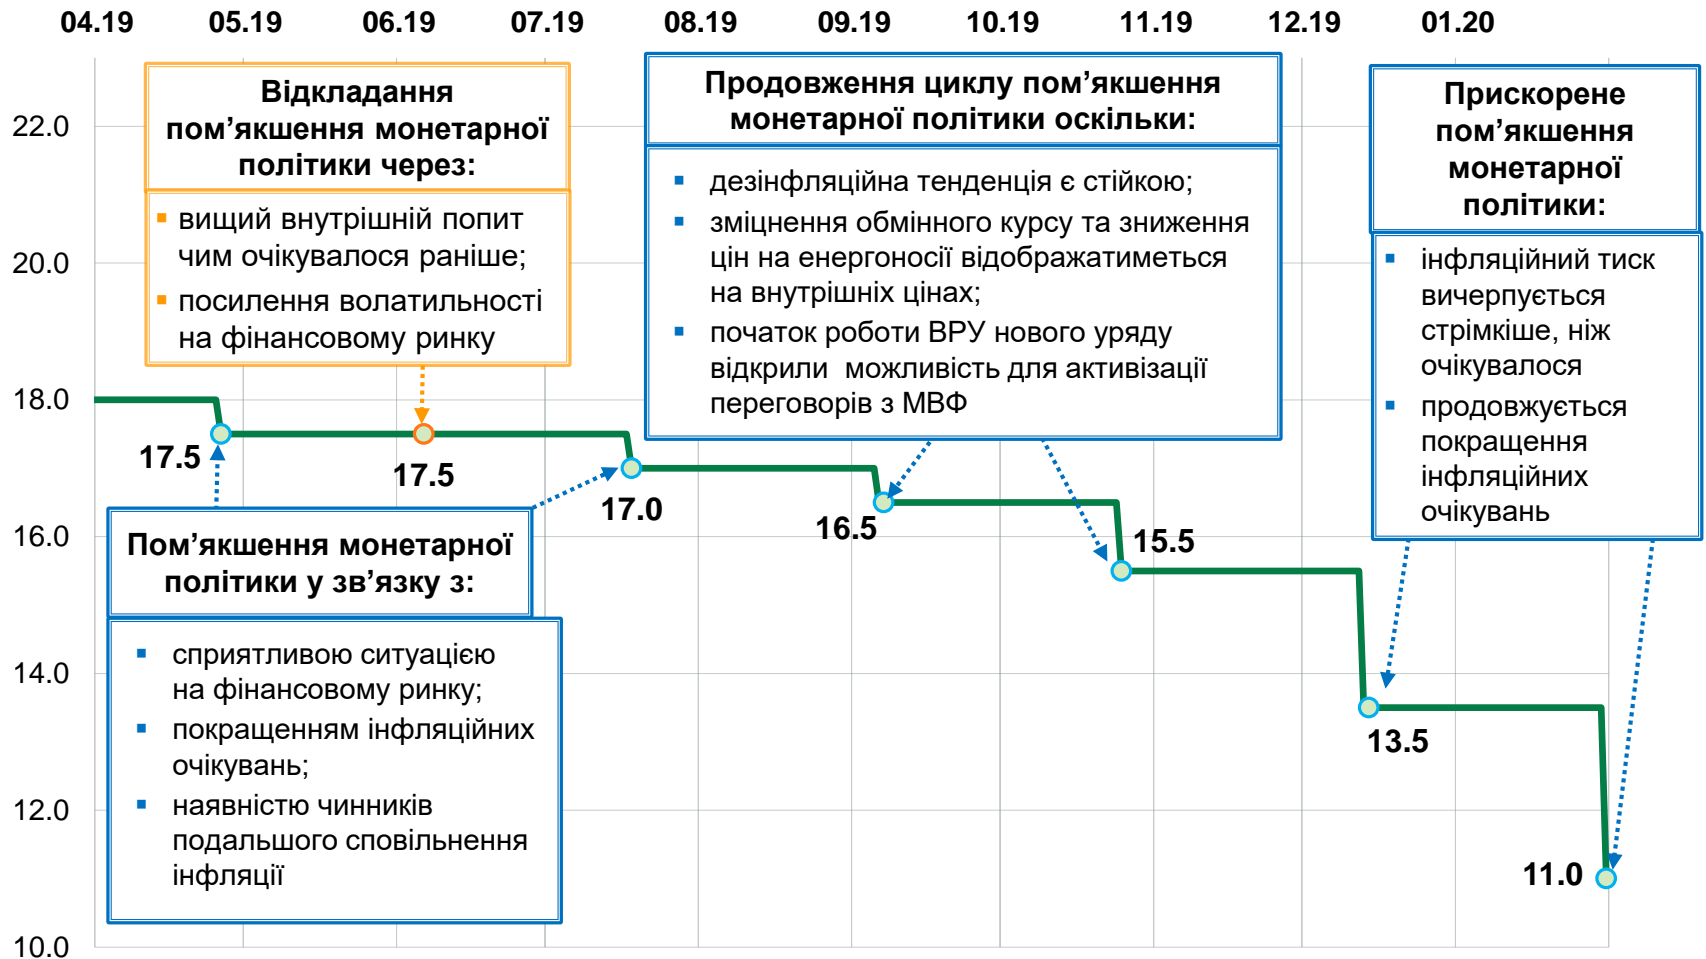 04.19 05.19 06.19 07.19 08.19 09.19 10.19 11.19 12.19 01.20
22.0
20.0
18.0
16.0
14.0
12.0
10.0
Відкладання
пом’якшення монетарної
політики через:
вищий внутрішній попит
чим очікувалося раніше;
посилення волатильності
на фінансовому ринку
Продовження циклу пом’якшення
монетарної політики оскільки:
дезінфляційна тенденція є стійкою;
зміцнення обмінного курсу та зниження
цін на енергоносії відображатиметься
на внутрішніх цінах;
початок роботи ВРУ нового уряду
відкрили можливість для активізації
переговорів з МВФ
Прискорене
пом’якшення
монетарної
політики:
інфляційний тиск
вичерпується
стрімкіше, ніж
очікувалося
продовжується
покращення
інфляційних
очікувань
17.5
17.5
17.0
16.5
15.5
13.5
11.0
Пом’якшення монетарної
політики у зв’язку з:
сприятливою ситуацією
на фінансовому ринку;
покращенням інфляційних
очікувань;
наявністю чинників
подальшого сповільнення
інфляції